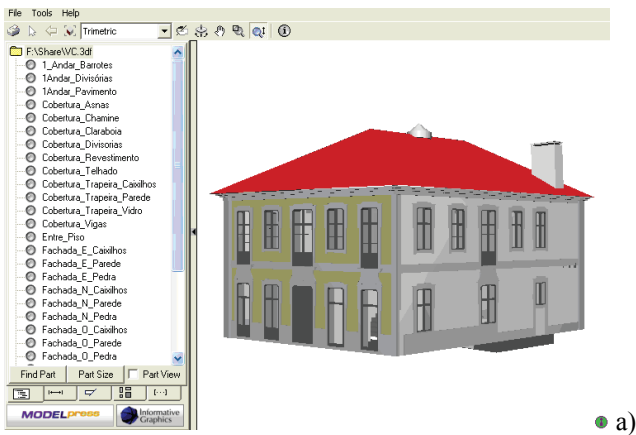 File Tools Help
Trimetric
F:\Share\VC.3df
1_Andar_Barrotes
1Andar_Divisórias
1Andar_Pavimento
Cobertura_Asnas
Cobertura_Chamine
Cobertura_Claraboia
Cobertura_Divisorias
Cobertura_Revestimento
Cobertura_Telhado
Cobertura_Trapeira_Caixilhos
Cobertura_Trapeira_Parede
Cobertura_Trapeira_Vidro
Cobertura_Vigas
Entre_Piso
Fachada_E_Caixilhos
Fachada_E_Parede
Fachada_E_Pedra
Fachada_N_Caixilhos
Fachada_N_Parede
Fachada_N_Pedra
Fachada_O_Caixilhos
Fachada_O_Parede
Fachada_O_Pedra
Find Part Part Size Part View
MODELpress Informative
Graphics
a)